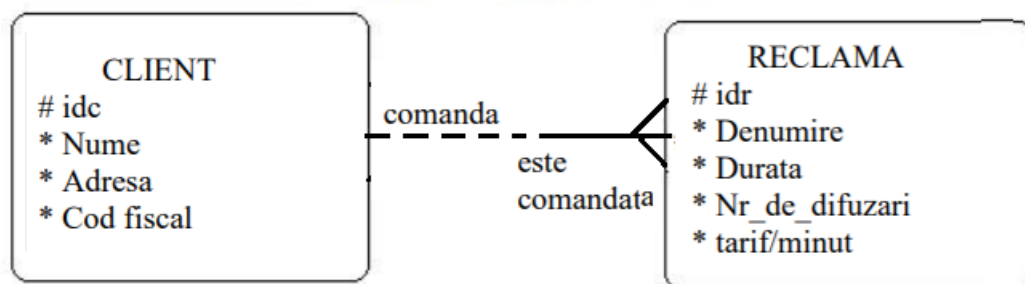 CLIENT
# idc
* Nume
* Adresa
* Cod fiscal
comanda
este
comandata
RECLAMA
# idr
* Denumire
* Durata
* Nr_de_difuzari
* tarif/minut